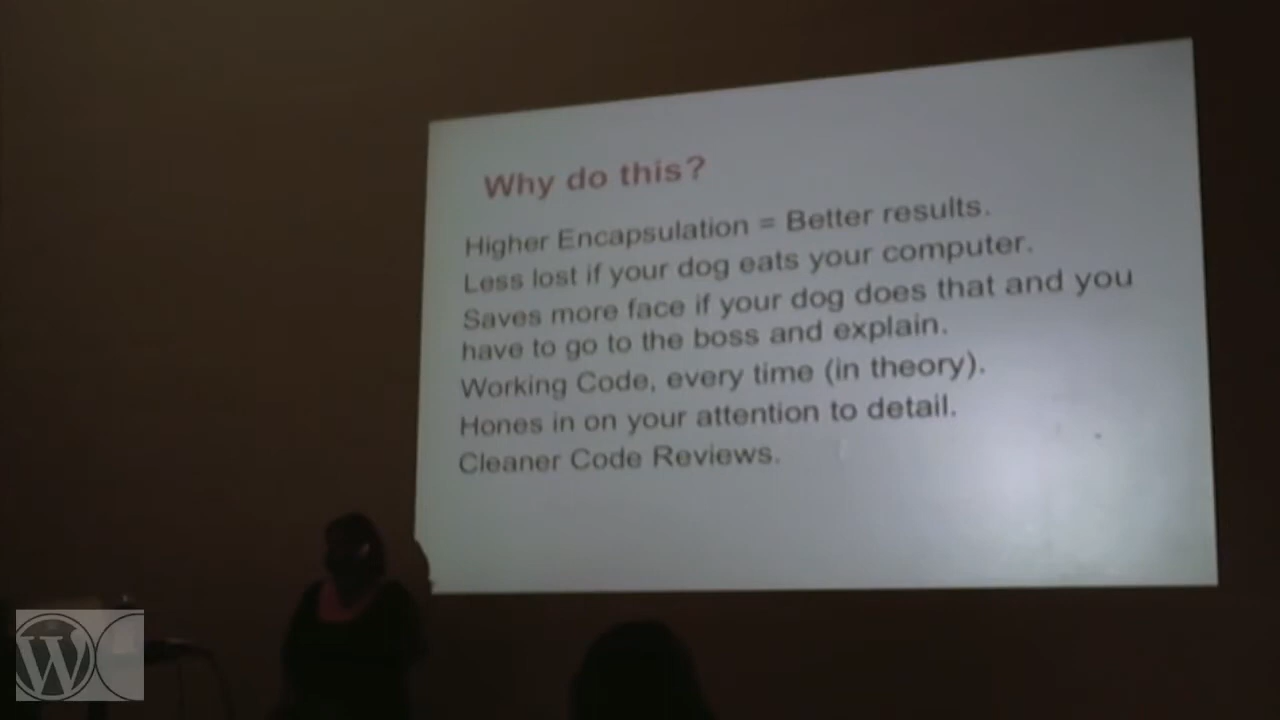 Why do this?
Higher Encapsulation = Better results.
Less lost if your dog eats your computer.
Saves more face if your dog does that and you
have to go to the boss and explain.
Working Code, every time (in theory).
Hones in on your attention to detail.
Cleaner Code Reviews.
W C